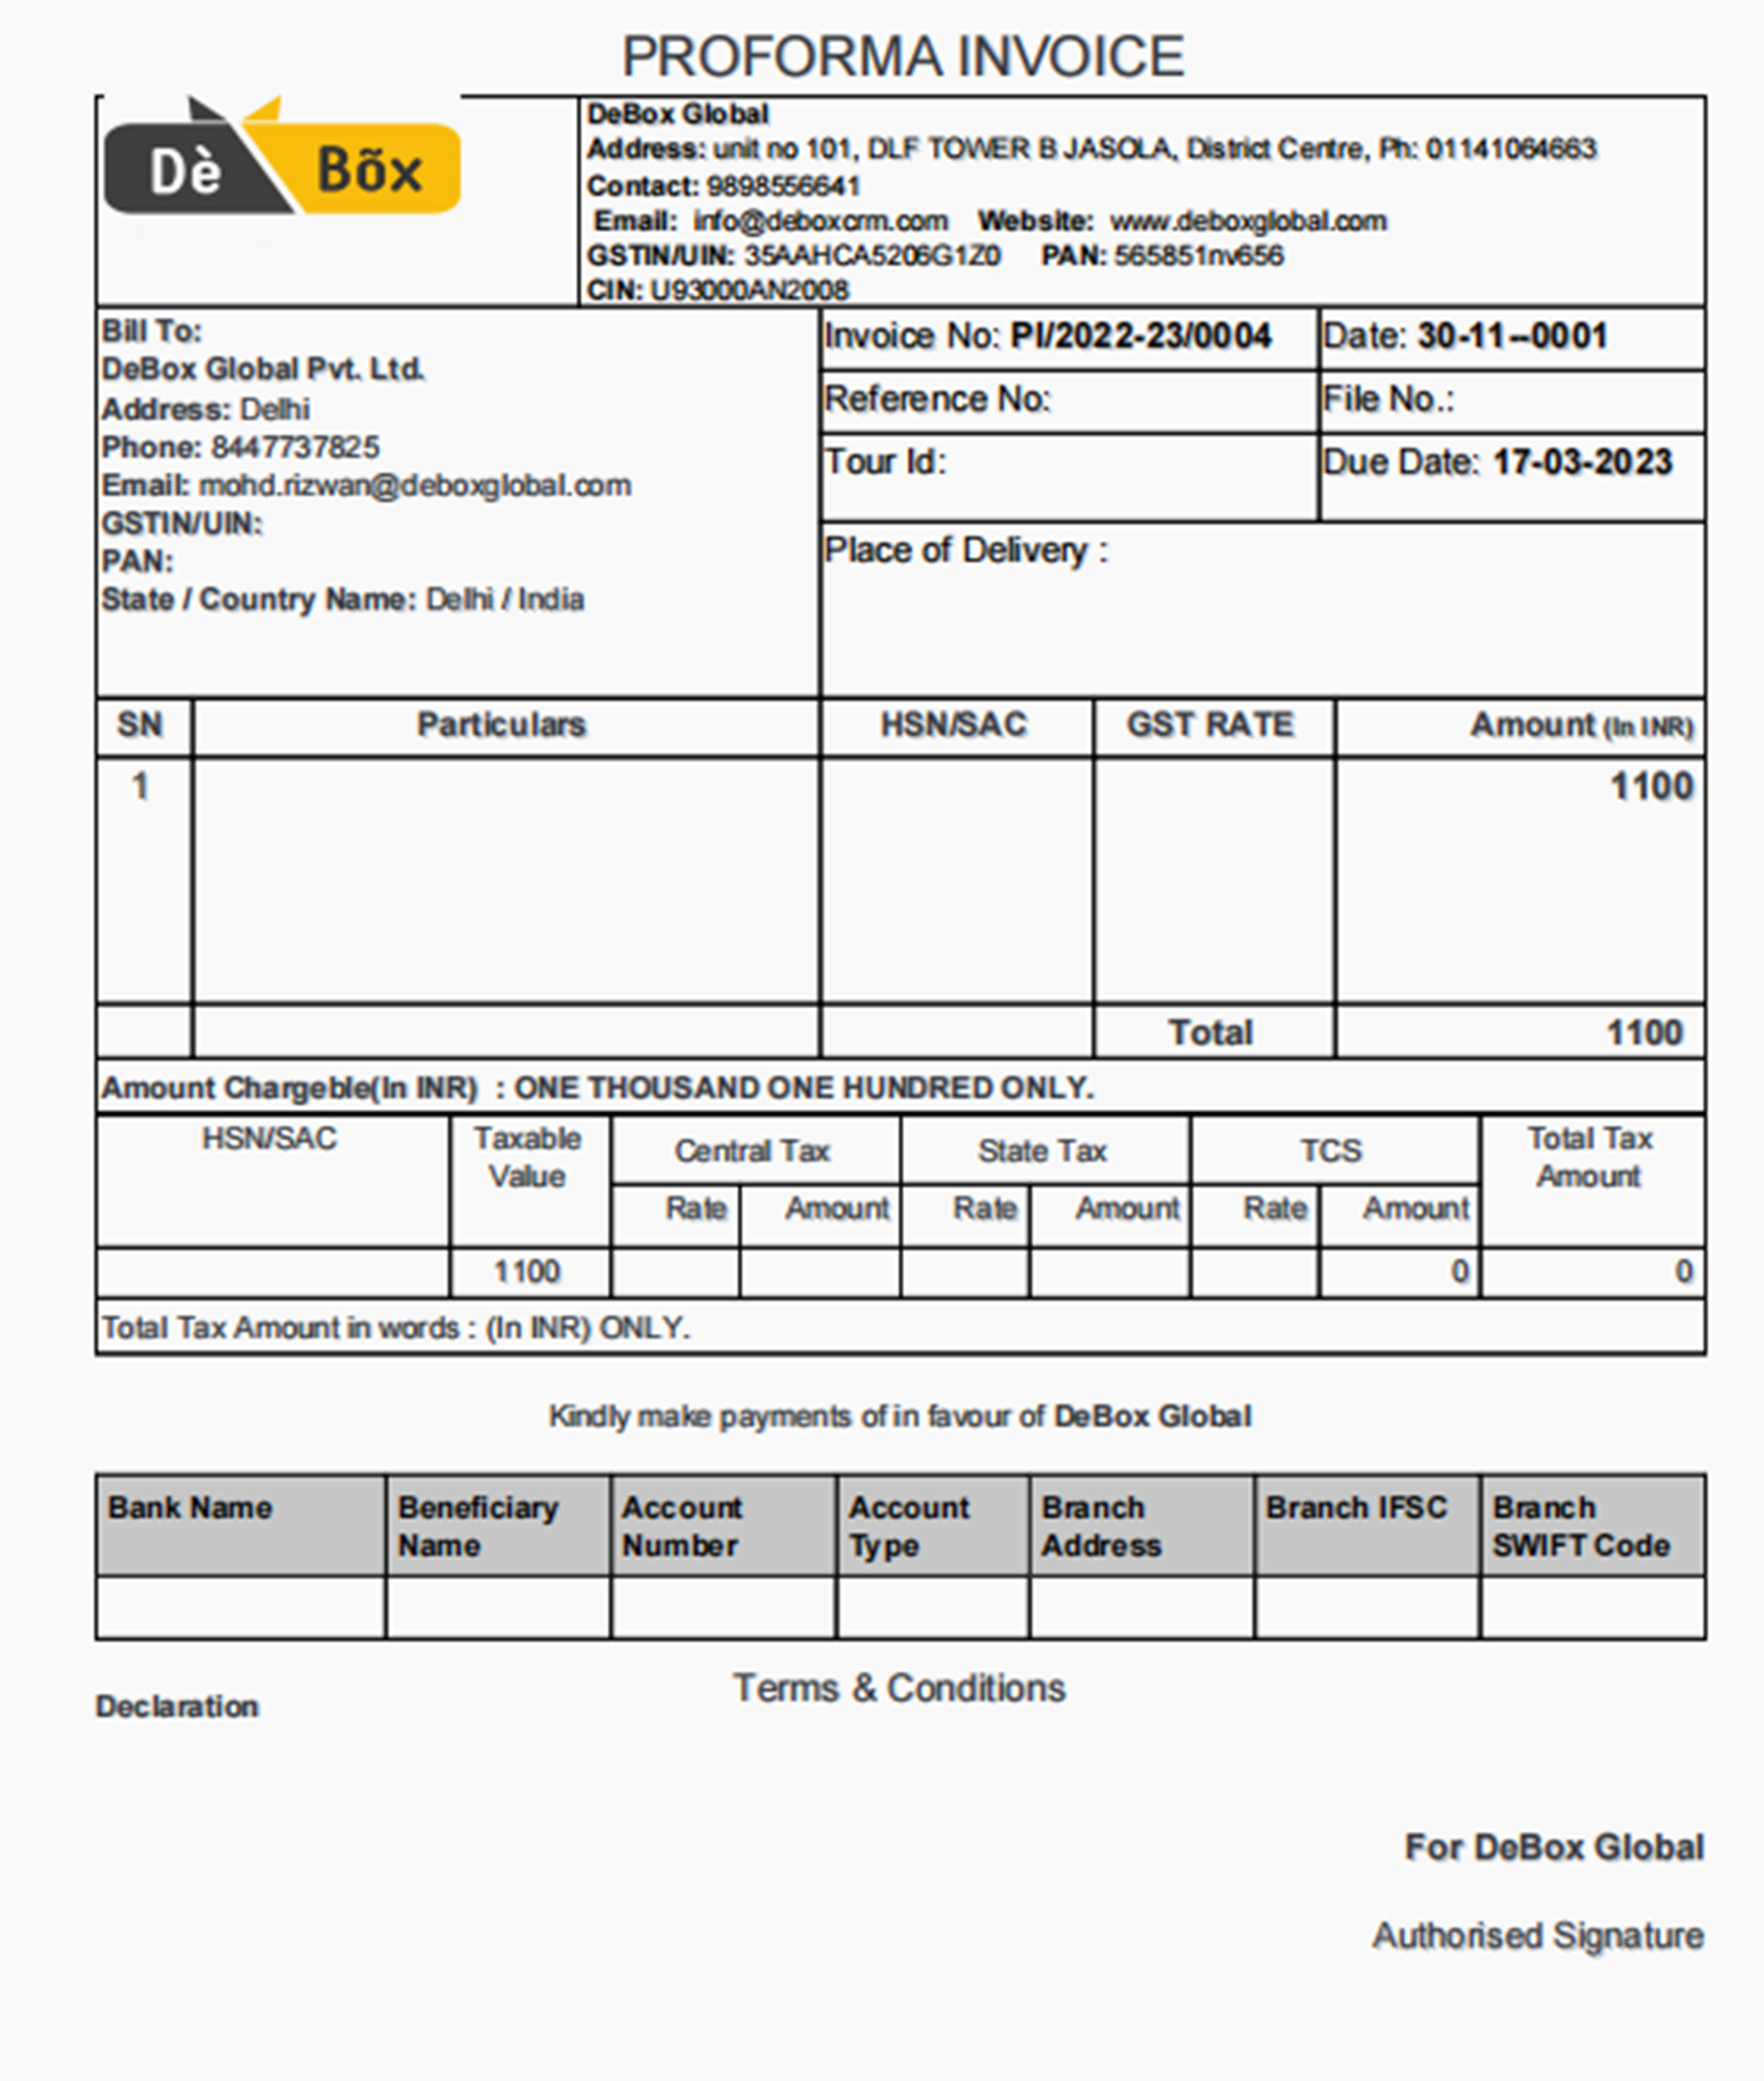 PROFORMA INVOICE
Dè Bõx
DeBox Global
Address: unit no 101, DLF TOWER B JASOLA, District Centre, Ph: 01141064663
Contact: 9898556641
Email: info@deboxcrm.com Website: www.deboxglobal.com
GSTIN/UIN: 35AAHCA5206G1Z0 PAN: 565851nv656
CIN: U93000AN2008
Bill To:
DeBox Global Pvt. Ltd.
Address: Delhi
Phone: 8447737825
Email: mohd.rizwan@deboxglobal.com
GSTIN/UIN:
PAN:
State / Country Name: Delhi / India
Invoice No: PI/2022-23/0004 Date: 30-11--0001
Reference No: File No.:
Tour Id: Due Date: 17-03-2023
Place of Delivery :
SN Particulars HSN/SAC GST RATE Amount (In INR)
1 1100
Total 1100
Amount Chargeble(In INR) : ONE THOUSAND ONE HUNDRED ONLY.
HSN/SAC Taxable Value Central Tax State Tax TCS Total Tax Amount
Rate Amount Rate Amount Rate Amount
1100 0 0
Total Tax Amount in words : (In INR) ONLY.
Kindly make payments of in favour of DeBox Global
Bank Name Beneficiary Name Account Number Account Type Branch Address Branch IFSC Branch SWIFT Code
Terms & Conditions
Declaration
For DeBox Global
Authorised Signature